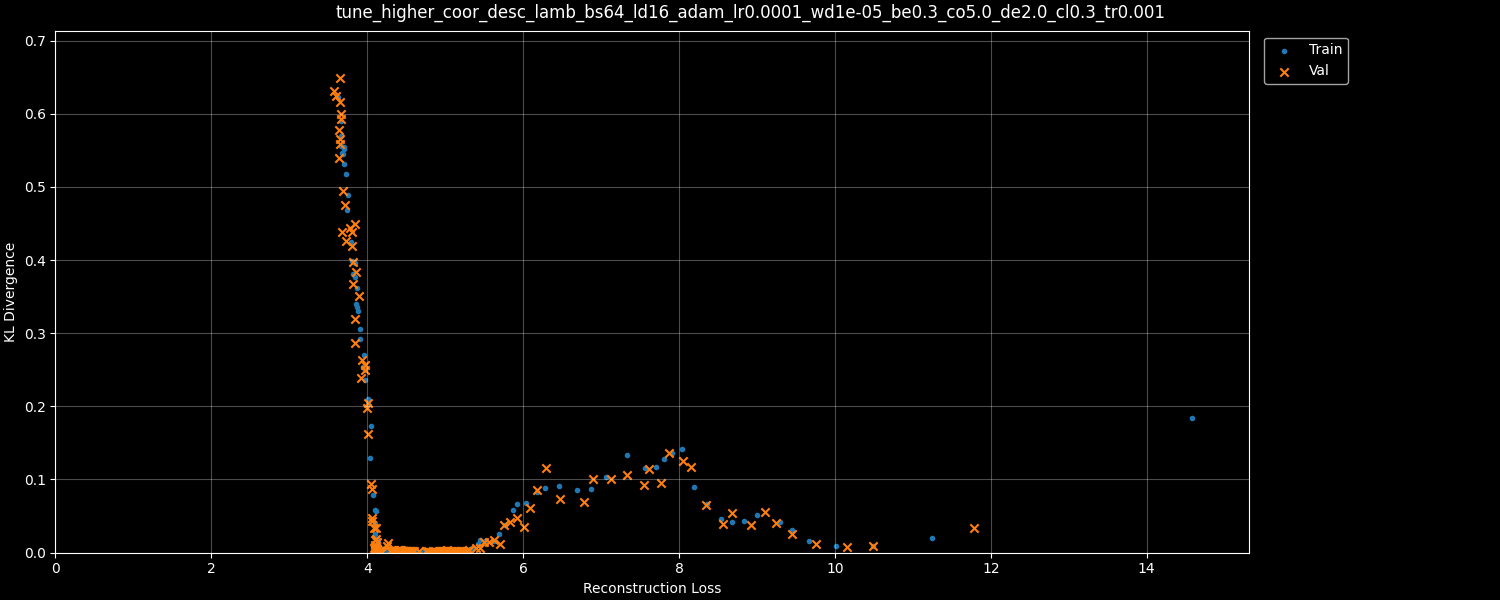 tune_higher_coor_desc_lamb_bs64_ld16_adam_lr0.0001_wd1e-05_be0.3_co5.0_de2.0_cl0.3_tr0.001
Train
Val
KL Divergence
0.7
0.6
0.5
0.4
0.3
0.2
0.1
0.0
0 2 4 6 8 10 12 14
Reconstruction Loss